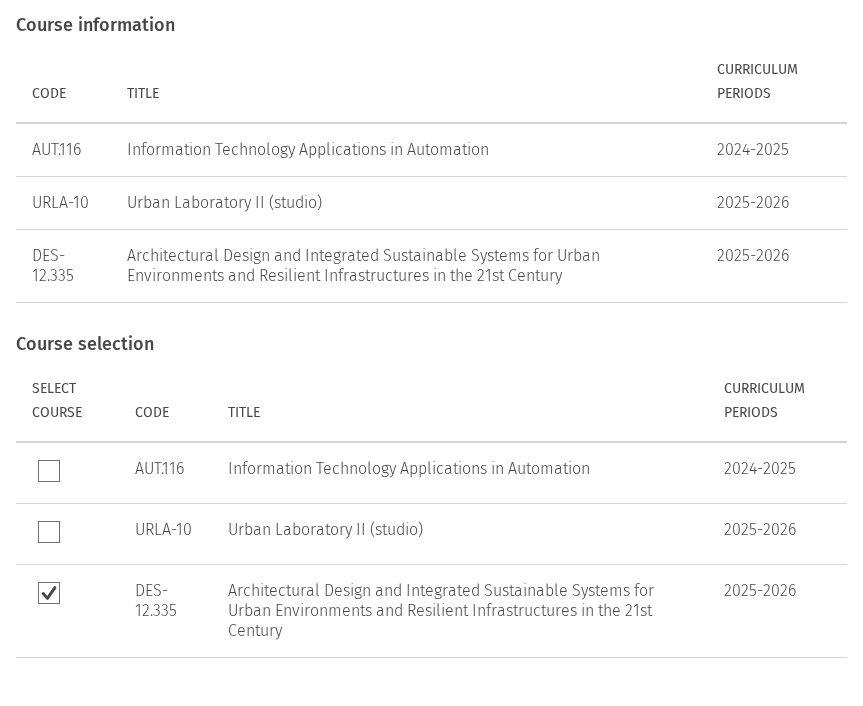 Course information
CURRICULUM
CODE TITLE PERIODS
AUT.116 Information Technology Applications in Automation 2024-2025
URLA-10 Urban Laboratory II (studio) 2025-2026
DES- Architectural Design and Integrated Sustainable Systems for Urban 2025-2026
12.335 Environments and Resilient Infrastructures in the 21st Century
Course selection
SELECT CURRICULUM
COURSE CODE TITLE PERIODS
AUT.116 Information Technology Applications in Automation 2024-2025
URLA-10 Urban Laboratory II (studio) 2025-2026
DES- Architectural Design and Integrated Sustainable Systems for 2025-2026
12.335 Urban Environments and Resilient Infrastructures in the 21st
Century